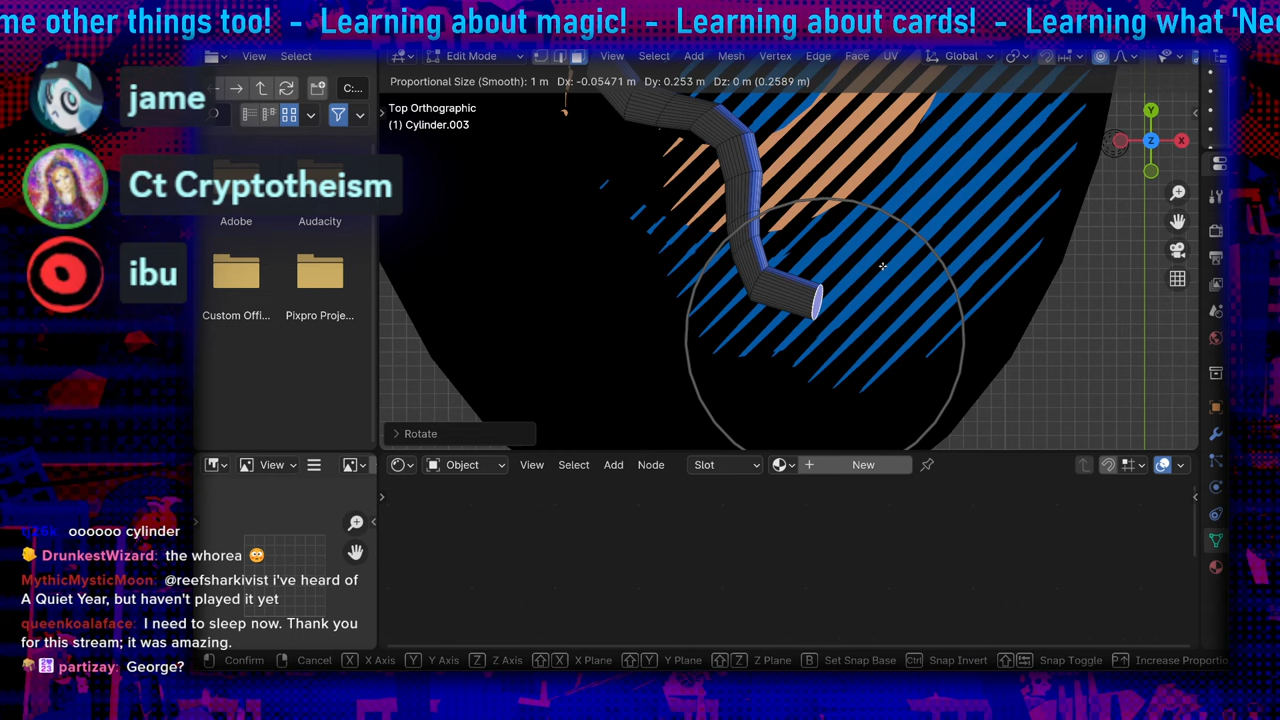 me other things too!  -  Learning about magic!  -  Learning about cards!  -  Learning what 'Ne
View Select
Edit Mode View Select Add Mesh Vertex Edge Face UV Global
jame
C:...
Proportional Size (Smooth): 1 m Dx: -0.05471 m Dy: 0.253 m Dz: 0 m (0.2589 m)
Top Orthographic
(1) Cylinder.003
Y
Z
X
Ct Cryptotheism
Adobe Audacity
ibu
Custom Offi... Pixpro Proje...
Rotate
View
Object View Select Add Node Slot New
oooooo cylinder
DrunkestWizard: the whorea
MythicMysticMoon: @reefsharkivist i've heard of
A Quiet Year, but haven't played it yet
queenkoalaface: I need to sleep now. Thank you
for this stream; it was amazing.
partizay: George?
Confirm Cancel X X Axis Y Y Axis Z Z Axis X X Plane Y Y Plane Z Z Plane B Set Snap Base Ctrl Snap Invert Snap Toggle Increase Proportio